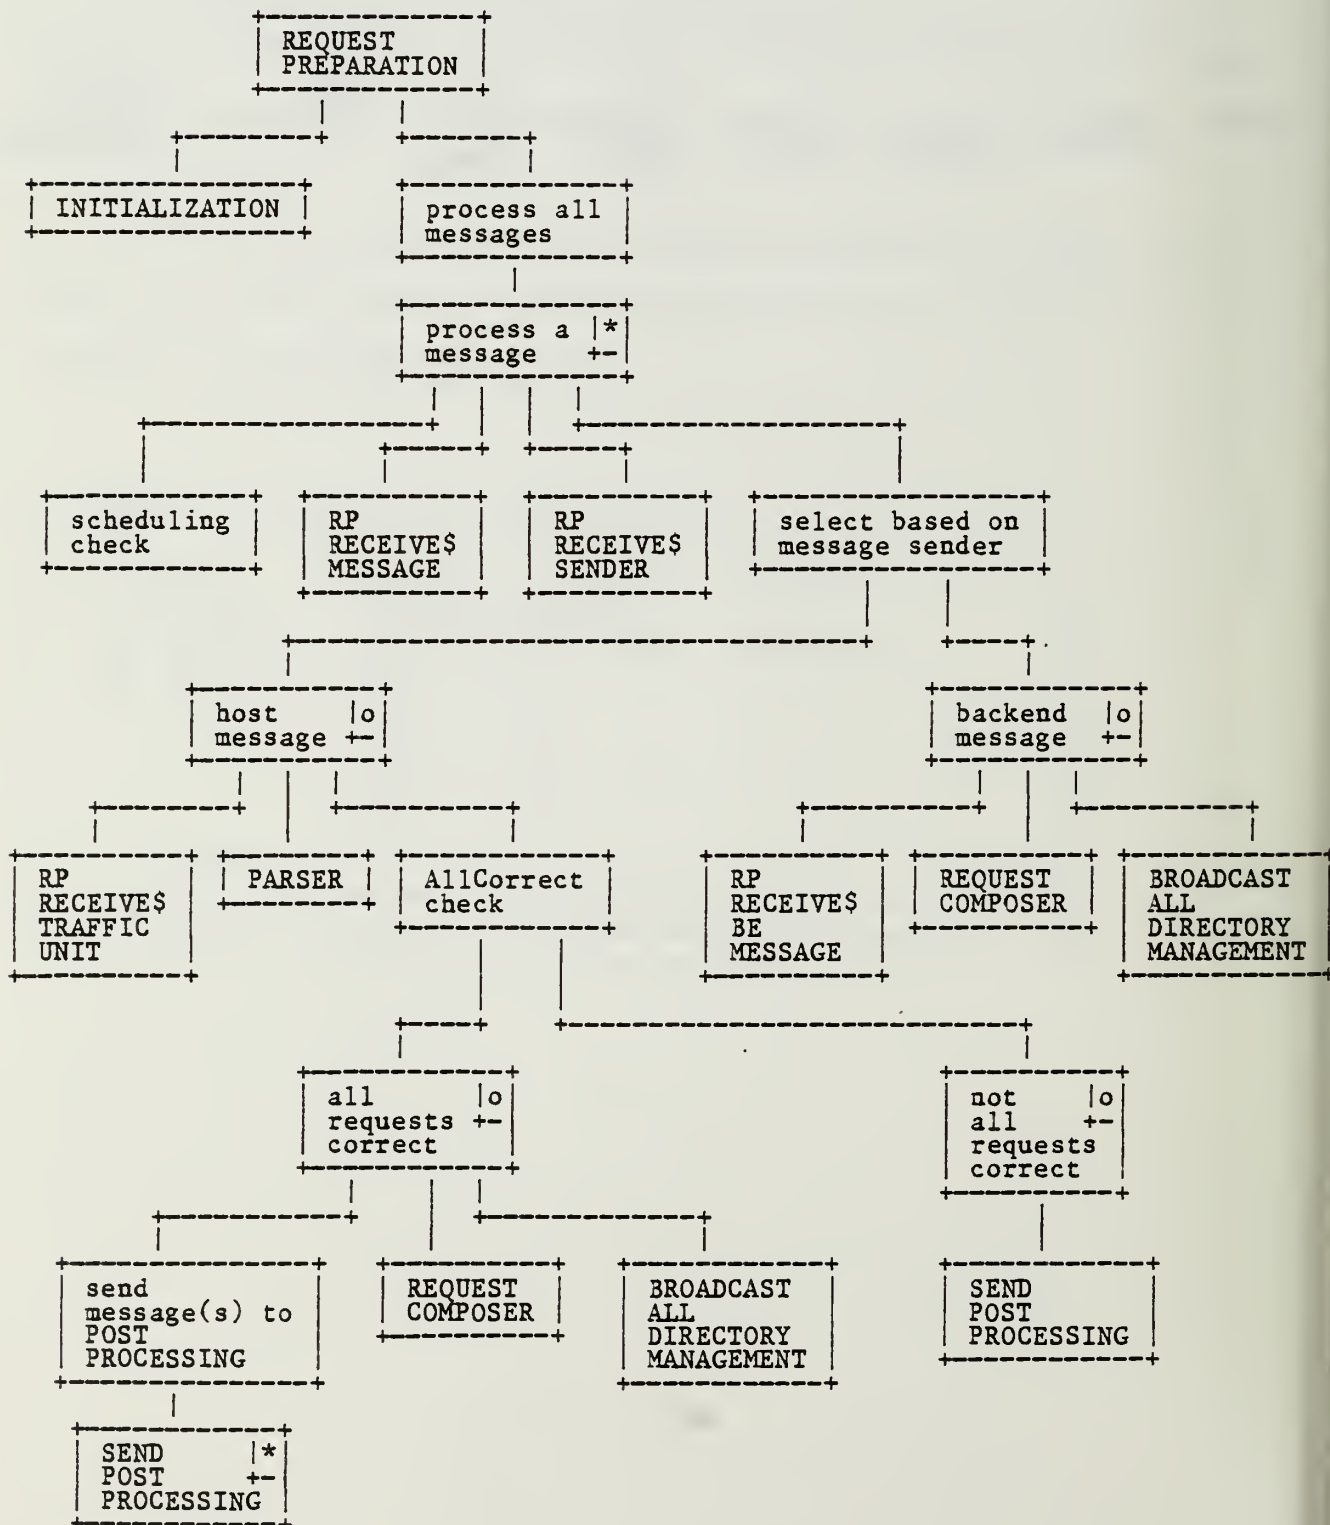 REQUEST
PREPARATION
INITIALIZATION
process all
messages
process a *
message
scheduling
check
RP
RECEIVE$
MESSAGE
RP
RECEIVE$
SENDER
select based on
message sender
host o
message
backend o
message
RP
RECEIVE$
TRAFFIC
UNIT
PARSER
AllCorrect
check
RP
RECEIVE$
BE
MESSAGE
REQUEST
COMPOSER
BROADCAST
ALL
DIRECTORY
MANAGEMENT
all o
requests
correct
not o
all
requests
correct
send
message(s) to
POST
PROCESSING
REQUEST
COMPOSER
BROADCAST
ALL
DIRECTORY
MANAGEMENT
SEND
POST
PROCESSING
SEND *
POST
PROCESSING